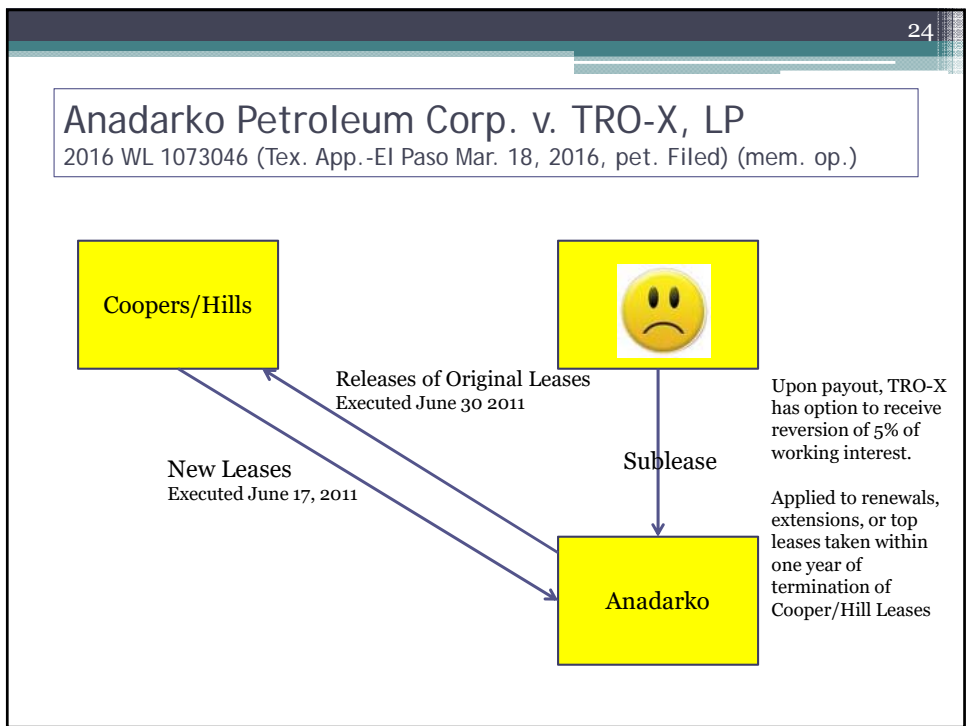 24
Anadarko Petroleum Corp. v. TRO-X, LP
2016 WL 1073046 (Tex. App.-El Paso Mar. 18, 2016, pet. Filed) (mem. op.)
Coopers/Hills
Releases of Original Leases
Executed June 30 2011
New Leases
Executed June 17, 2011
Sublease
Anadarko
Upon payout, TRO-X
has option to receive
reversion of 5% of
working interest.
Applied to renewals,
extensions, or top
leases taken within
one year of
termination of
Cooper/Hill Leases